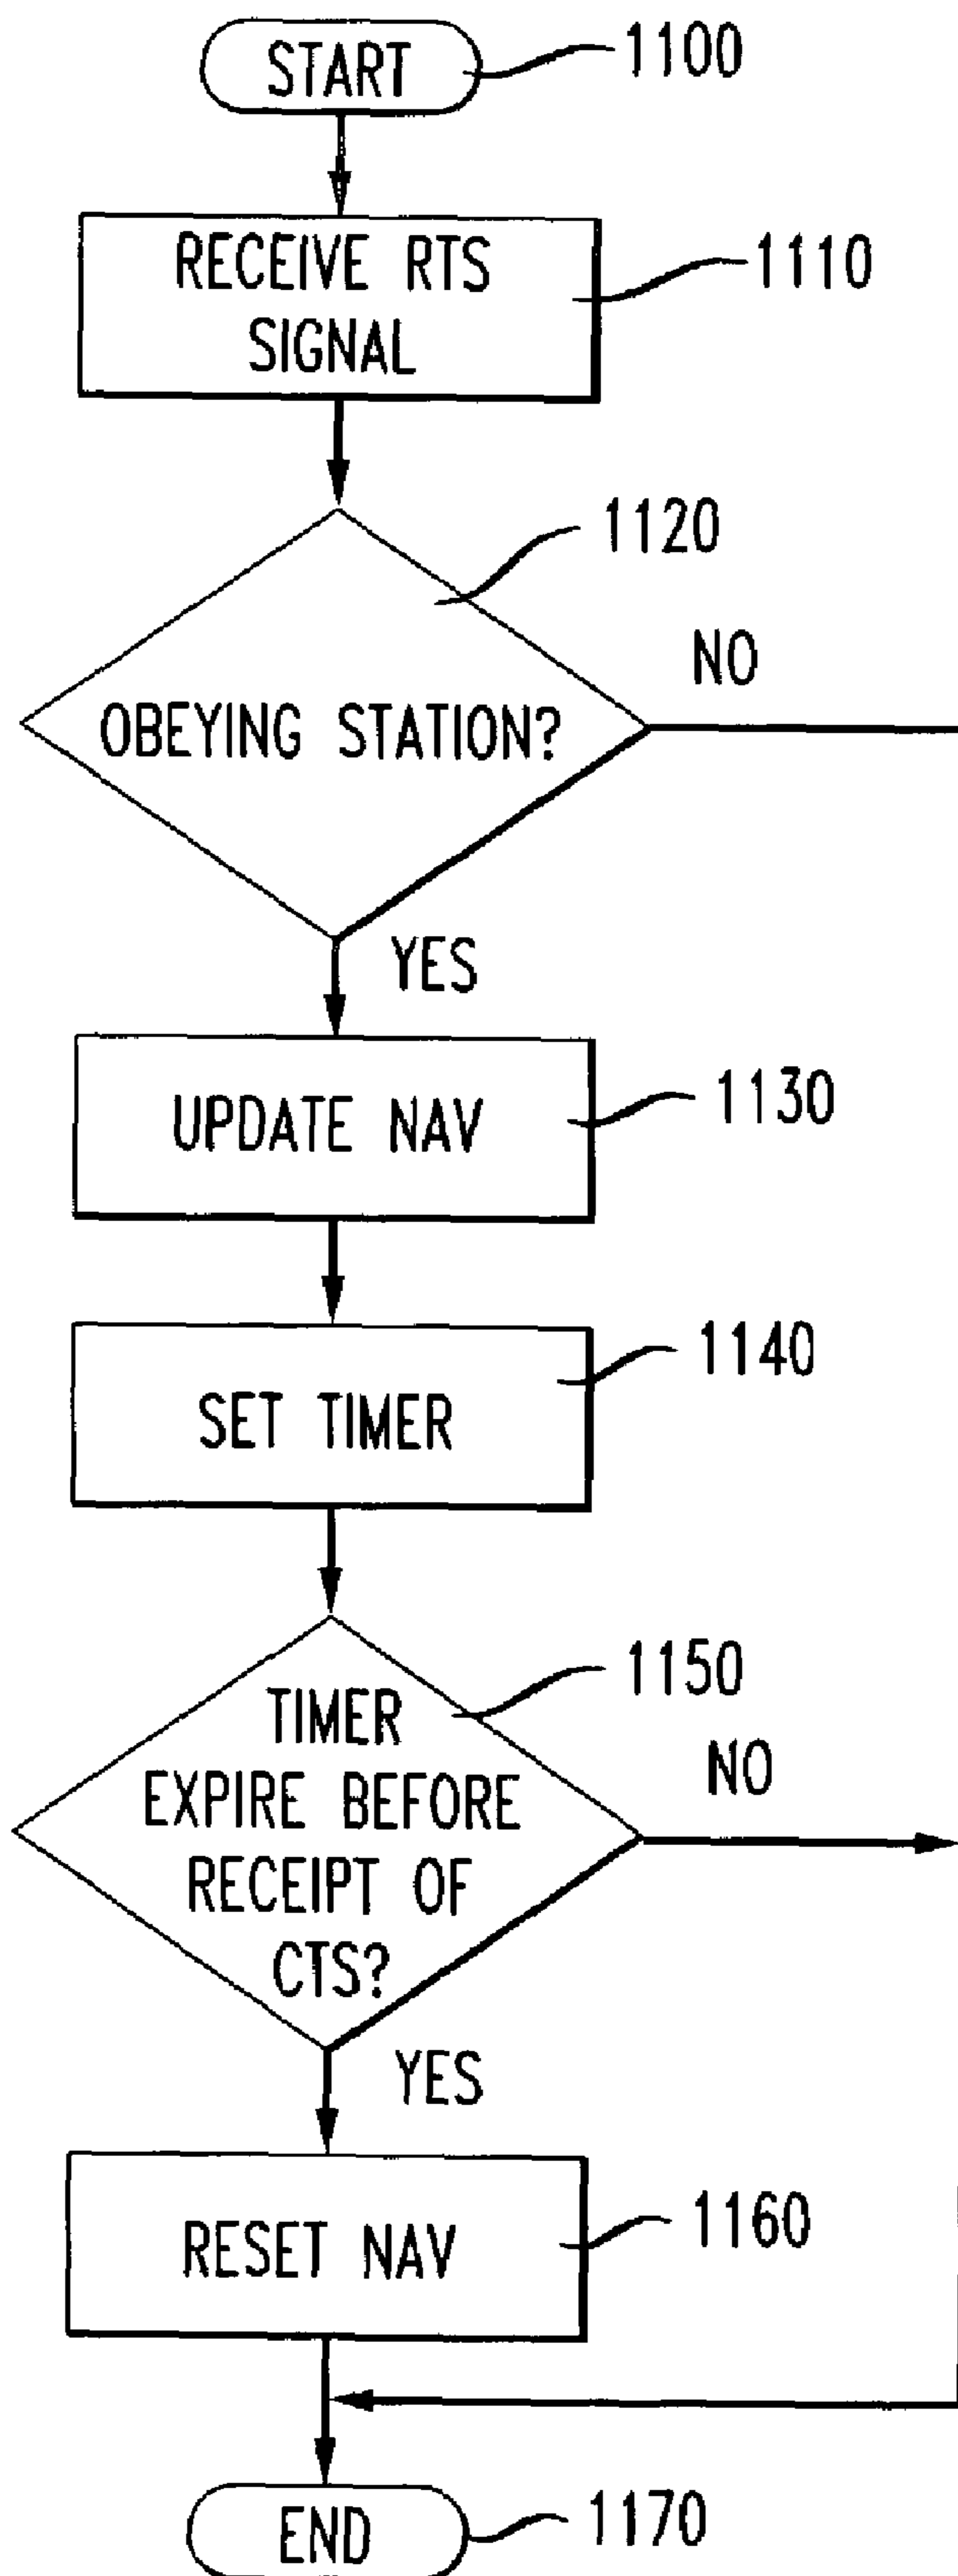 START
1100
RECEIVE RTS
SIGNAL
1110
1120
OBEYING STATION?
NO
YES
UPDATE NAV
1130
SET TIMER
1140
TIMER
EXPIRE BEFORE
RECEIPT OF
CTS?
1150
NO
YES
RESET NAV
1160
END
1170